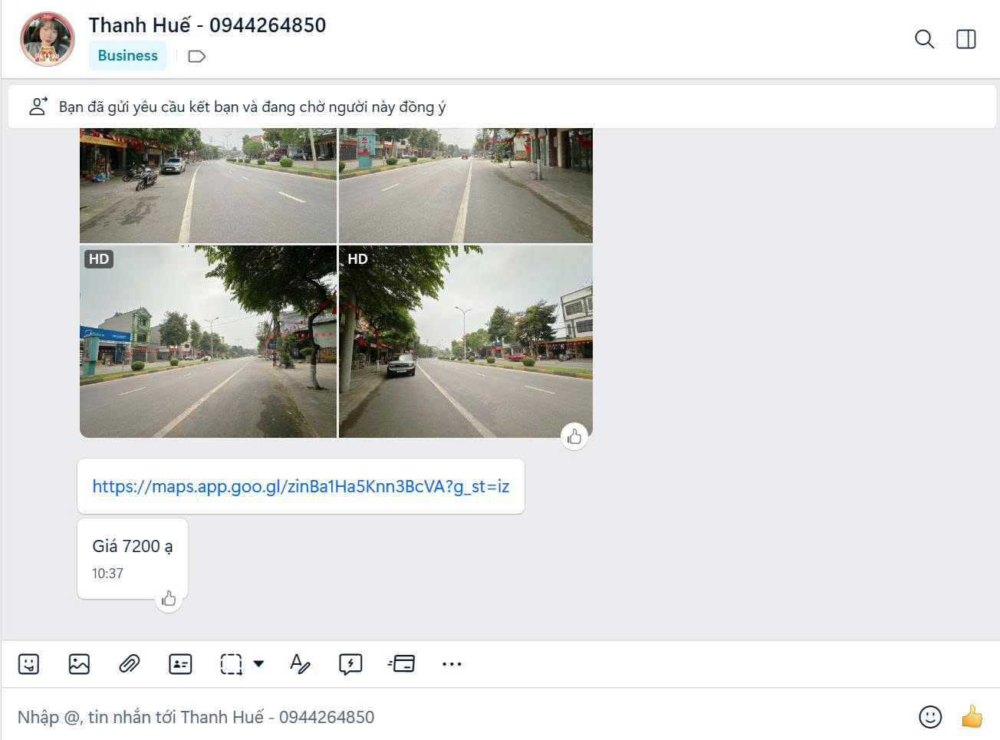 Thanh Huế - 0944264850
Business
Bạn đã gửi yêu cầu kết bạn và đang chờ người này đồng ý
HD
HD
https://maps.app.goo.gl/zinBa1Ha5Knn3BcVA?g_st=iz
Giá 7200 ạ
10:37
Nhập @, tin nhắn tới Thanh Huế - 0944264850